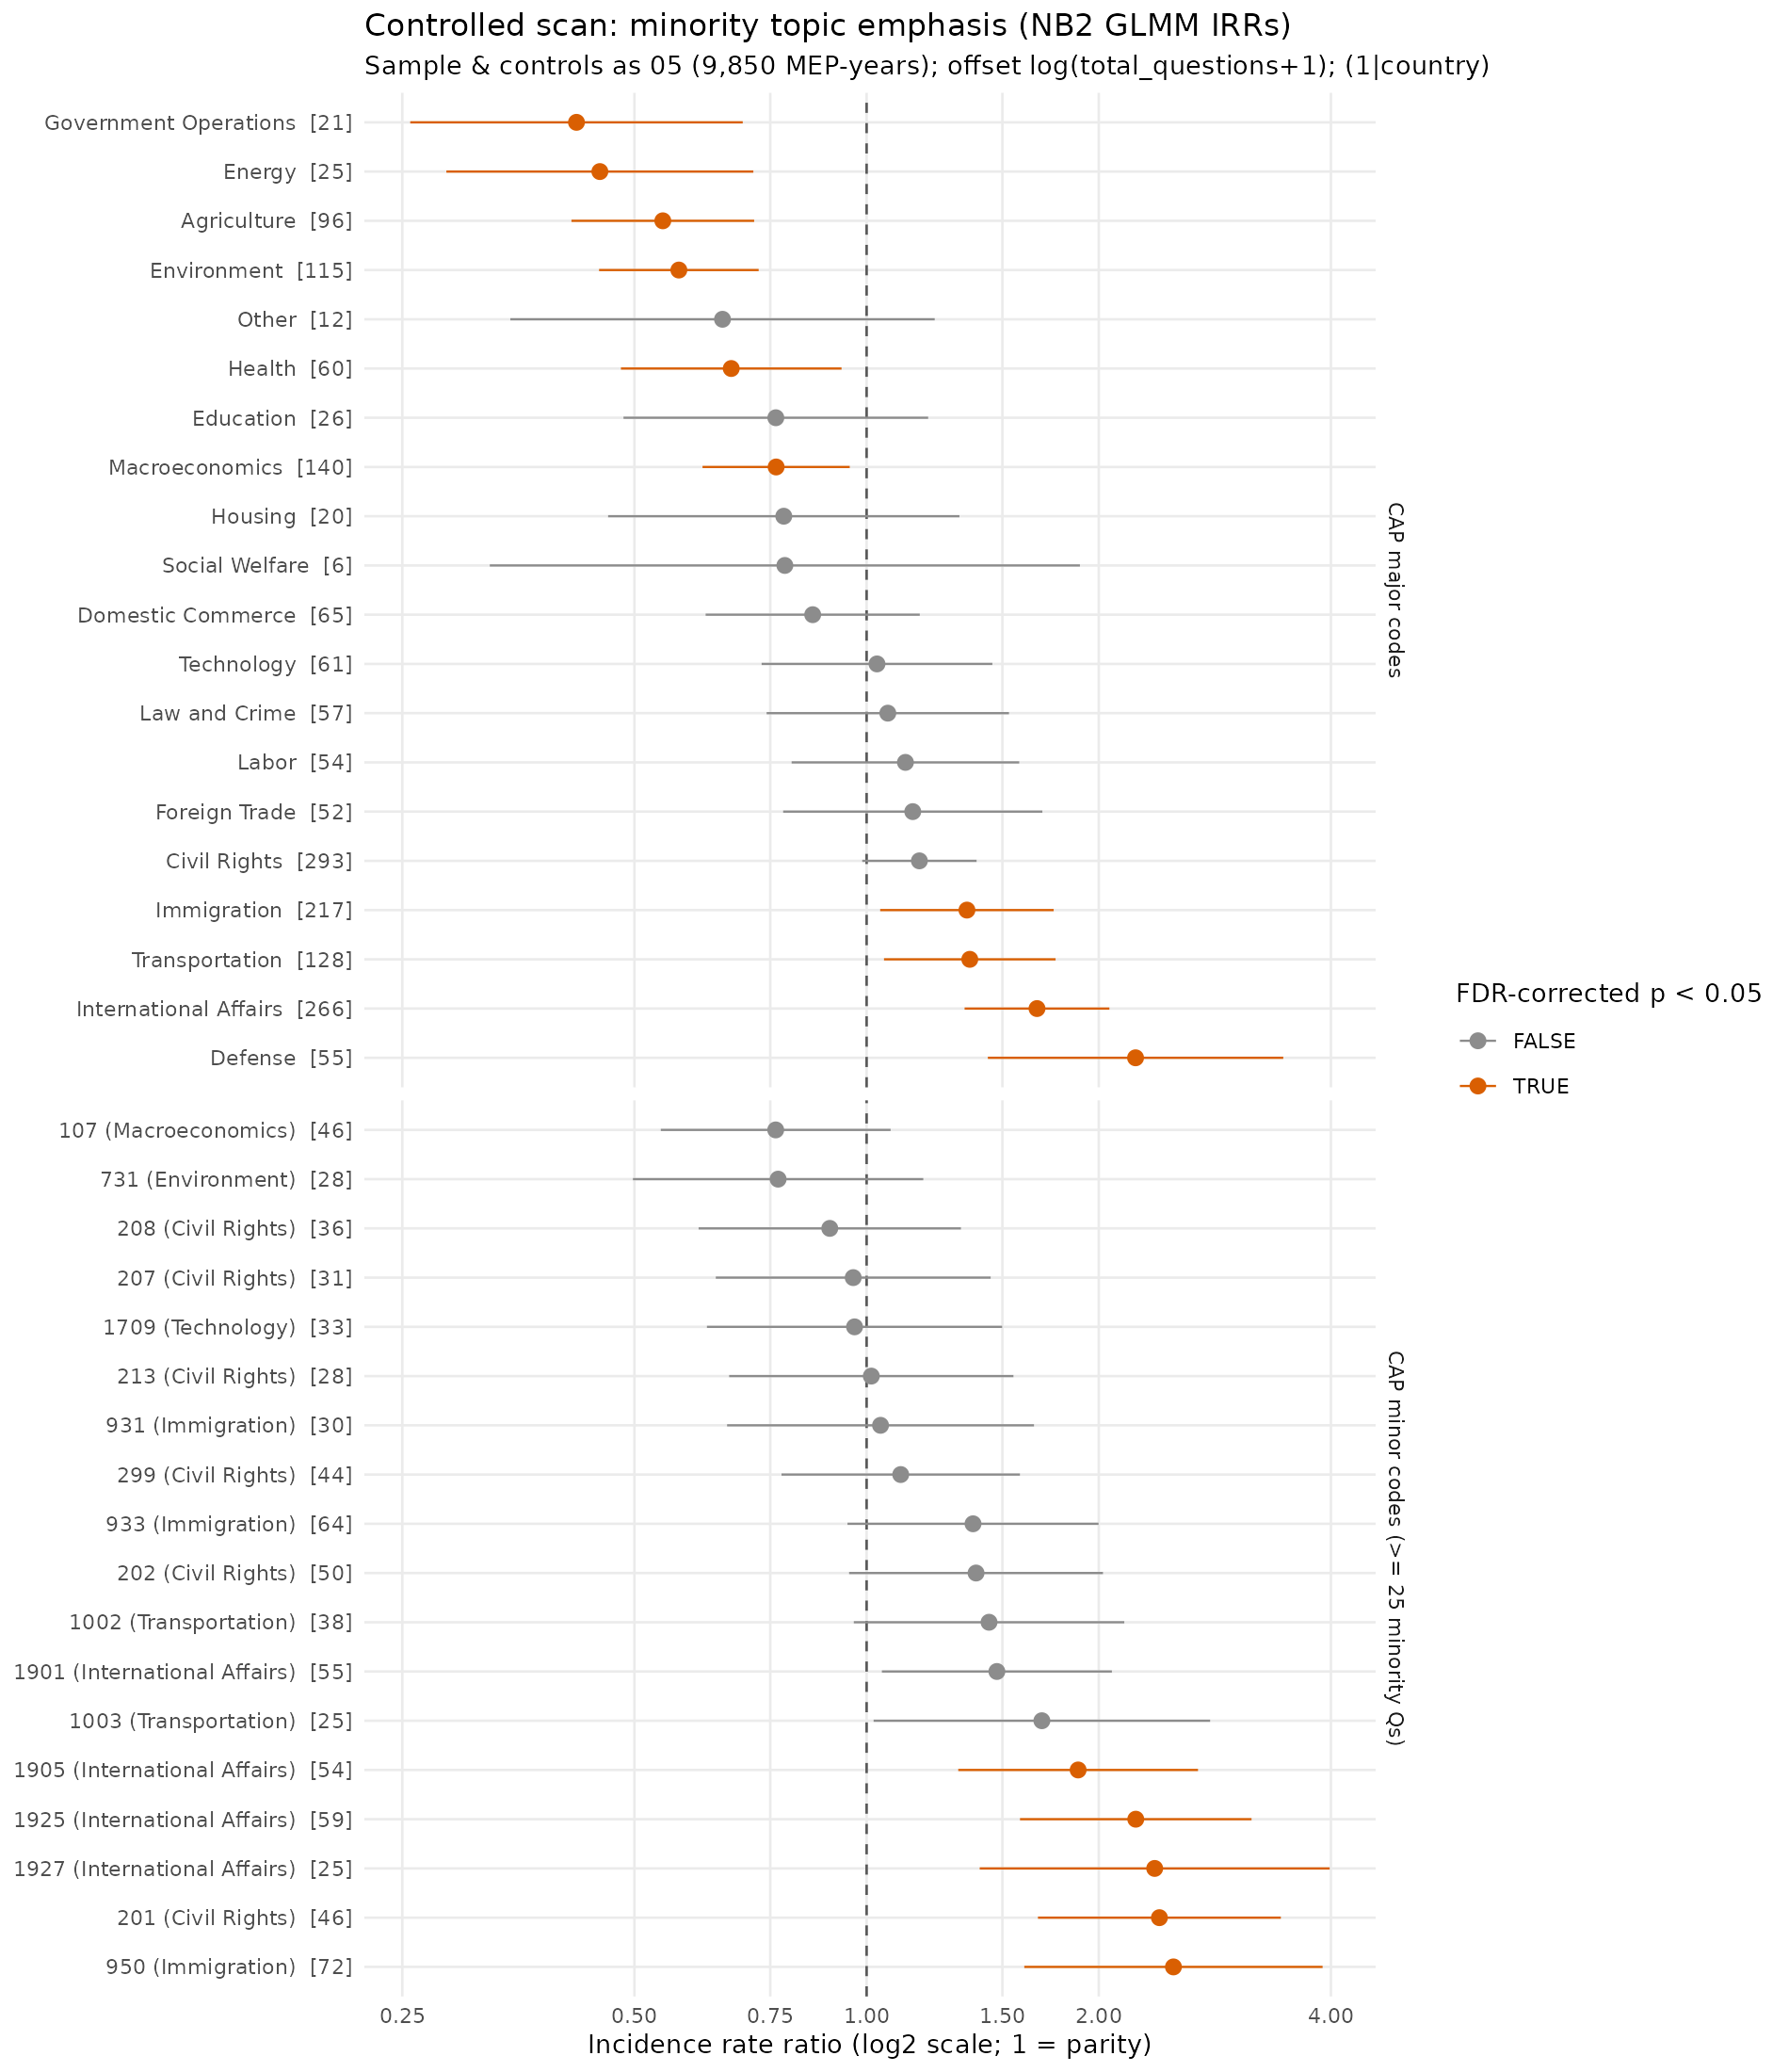 Controlled scan: minority topic emphasis (NB2 GLMM IRRs)
Sample & controls as 05 (9,850 MEP-years); offset log(total_questions+1); (1|country)
Government Operations [21]
Energy [25]
Agriculture [96]
Environment [115]
Other [12]
Health [60]
Education [26]
Macroeconomics [140]
Housing [20]
Social Welfare [6]
Domestic Commerce [65]
Technology [61]
Law and Crime [57]
Labor [54]
Foreign Trade [52]
Civil Rights [293]
Immigration [217]
Transportation [128]
International Affairs [266]
Defense [55]
CAP major codes
107 (Macroeconomics) [46]
731 (Environment) [28]
208 (Civil Rights) [36]
207 (Civil Rights) [31]
1709 (Technology) [33]
213 (Civil Rights) [28]
931 (Immigration) [30]
299 (Civil Rights) [44]
933 (Immigration) [64]
202 (Civil Rights) [50]
1002 (Transportation) [38]
1901 (International Affairs) [55]
1003 (Transportation) [25]
1905 (International Affairs) [54]
1925 (International Affairs) [59]
1927 (International Affairs) [25]
201 (Civil Rights) [46]
950 (Immigration) [72]
CAP minor codes (>= 25 minority Qs)
0.25 0.50 0.75 1.00 1.50 2.00 4.00
Incidence rate ratio (log2 scale; 1 = parity)
FDR-corrected p < 0.05
FALSE
TRUE